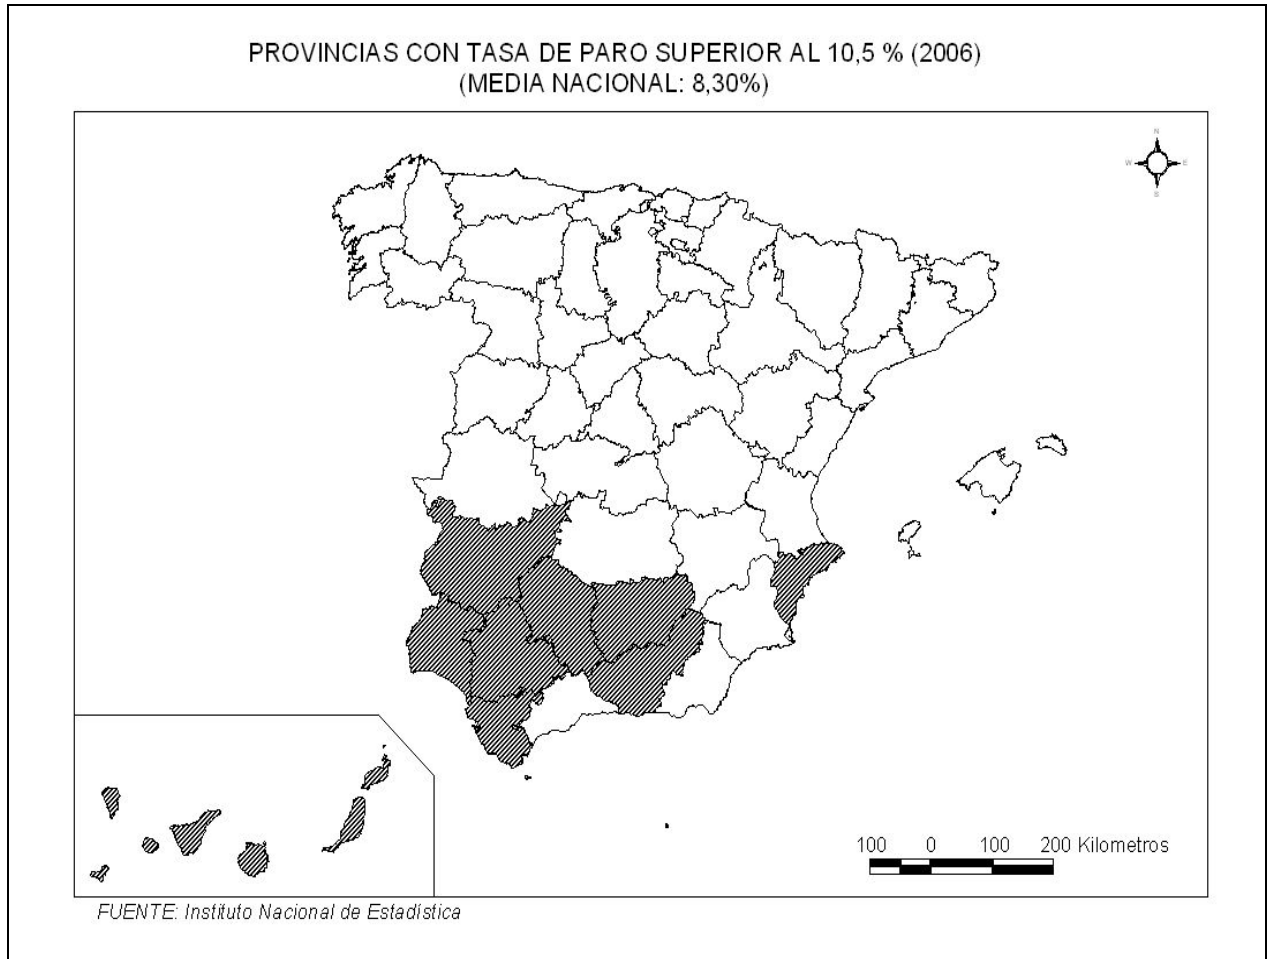 PROVINCIAS CON TASA DE PARO SUPERIOR AL 10,5 % (2006)
(MEDIA NACIONAL: 8,30%)
N
W E
S
100 0 100 200 Kilometros
FUENTE: Instituto Nacional de Estadística